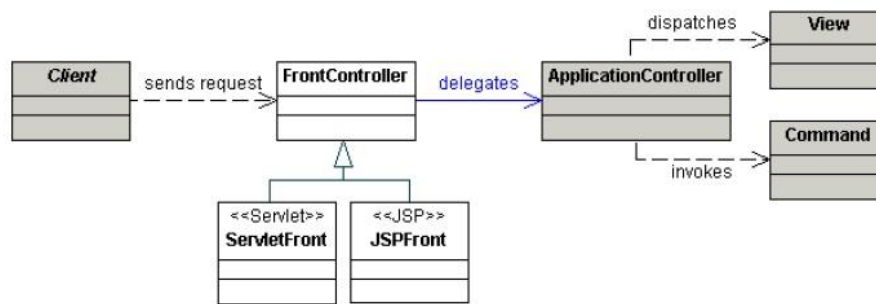 dispatches
View
Client
sends request
FrontController
delegates
ApplicationController
Command
invokes
<<Servlet>>
ServletFront
<<JSP>>
JSPFront